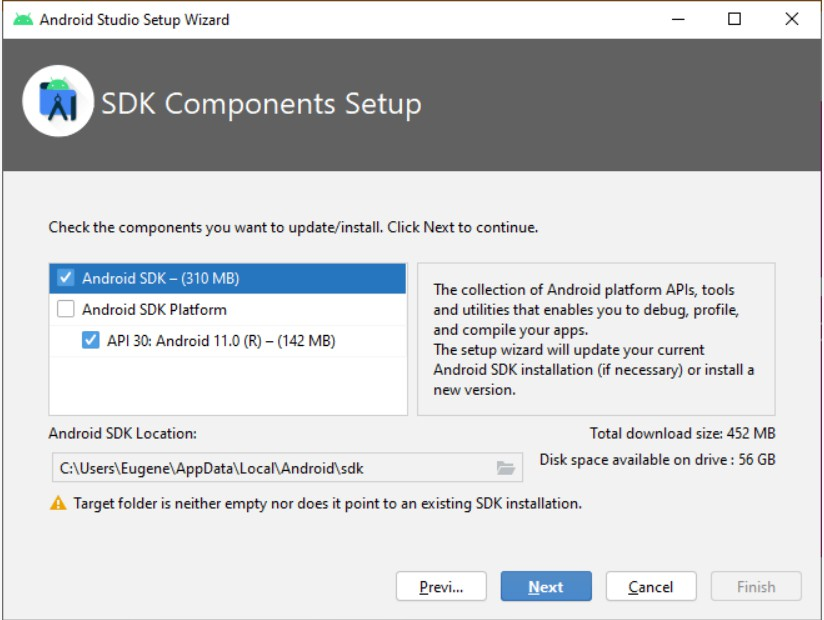 Android Studio Setup Wizard
SDK Components Setup
Check the components you want to update/install. Click Next to continue.
Android SDK – (310 MB)
Android SDK Platform
API 30: Android 11.0 (R) – (142 MB)
The collection of Android platform APIs, tools
and utilities that enables you to debug, profile,
and compile your apps.
The setup wizard will update your current
Android SDK installation (if necessary) or install a
new version.
Android SDK Location:
Total download size: 452 MB
C:\Users\Eugene\AppData\Local\Android\sdk
Disk space available on drive : 56 GB
Target folder is neither empty nor does it point to an existing SDK installation.
Previ... Next Cancel Finish